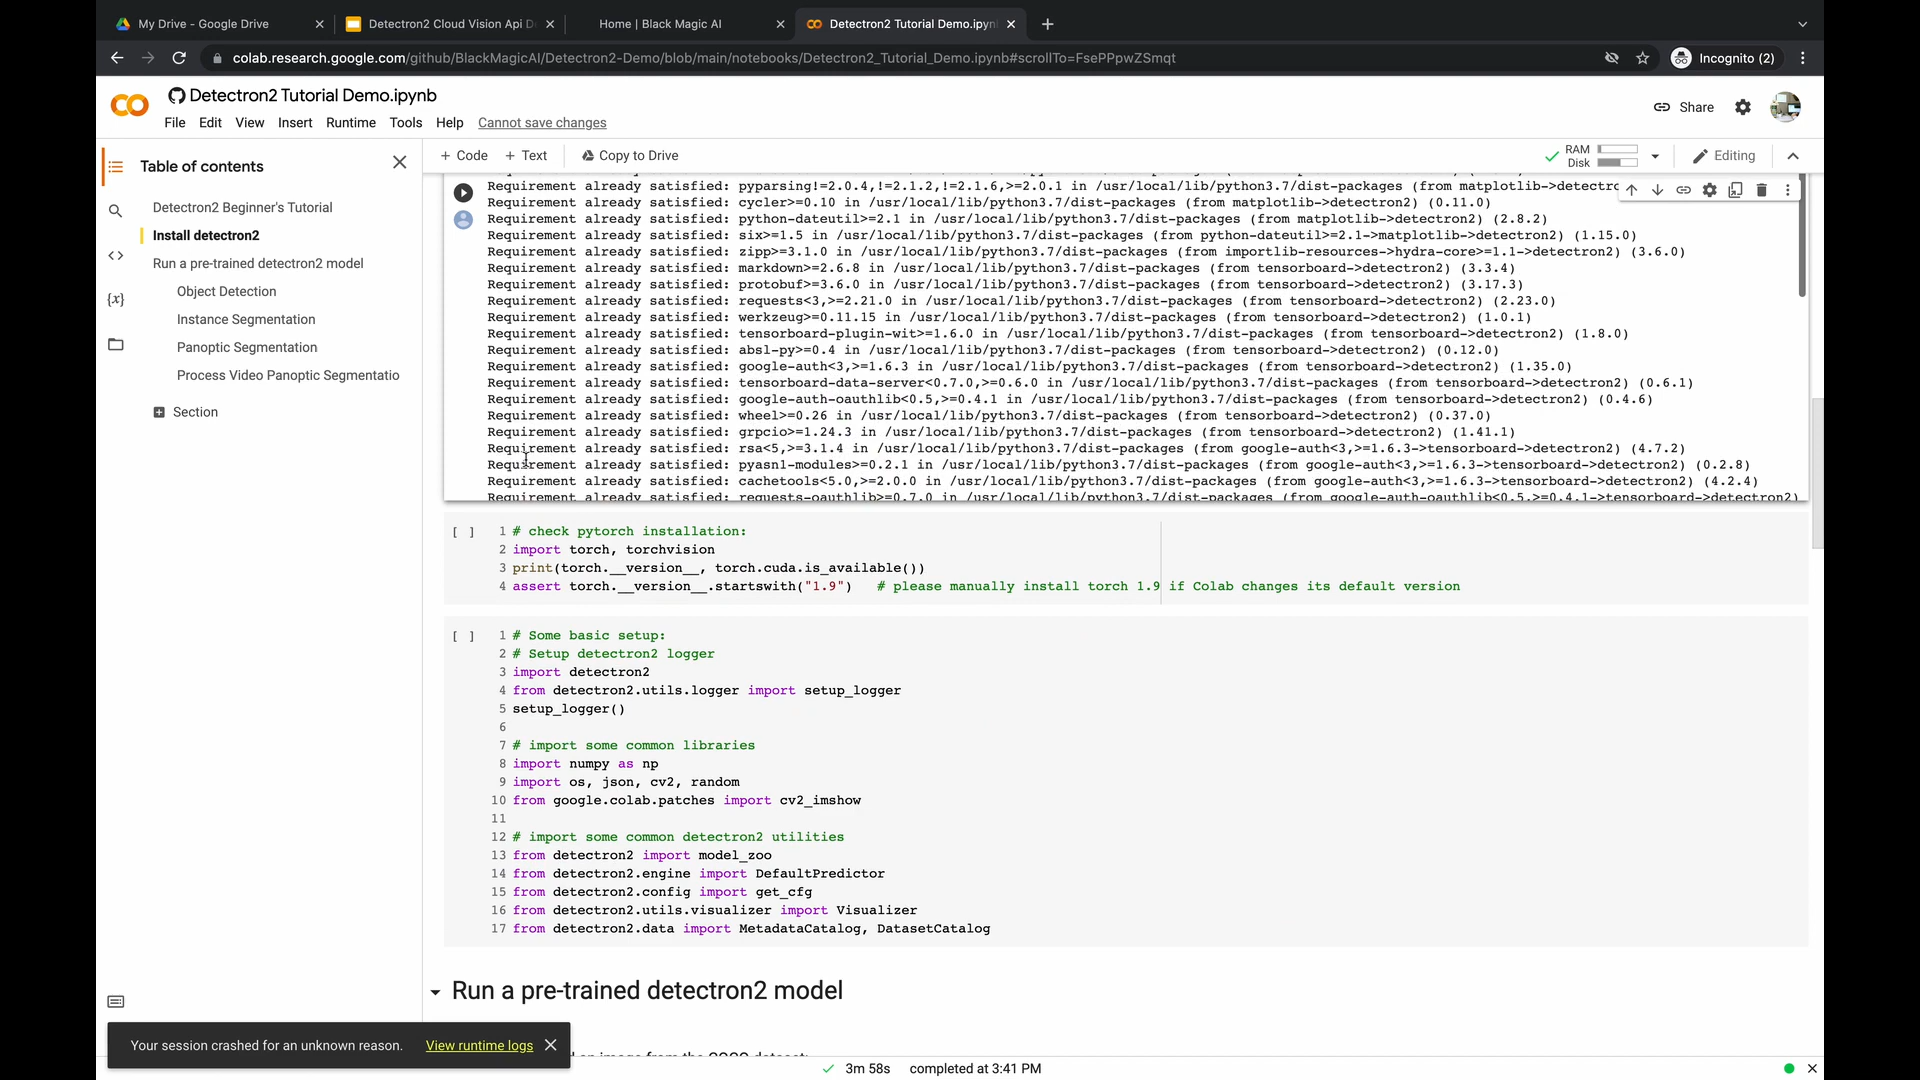 My Drive - Google Drive
Detectron2 Cloud Vision Api D
Home | Black Magic AI
Detectron2 Tutorial Demo.ipyn
colab.research.google.com/github/BlackMagicAI/Detectron2-Demo/blob/main/notebooks/Detectron2_Tutorial_Demo.ipynb#scrollTo=FsePPpwZSmqt
Incognito (2)
Detectron2 Tutorial Demo.ipynb
File Edit View Insert Runtime Tools Help Cannot save changes
Share
Table of contents
Detectron2 Beginner's Tutorial
Install detectron2
Run a pre-trained detectron2 model
Object Detection
Instance Segmentation
Panoptic Segmentation
Process Video Panoptic Segmentatio
Section
+ Code + Text Copy to Drive
RAM
Disk
Editing
Requirement already satisfied: pyparsing!=2.0.4,!=2.1.2,!=2.1.6,>=2.0.1 in /usr/local/lib/python3.7/dist-packages (from matplotlib->detectro
Requirement already satisfied: cycler>=0.10 in /usr/local/lib/python3.7/dist-packages (from matplotlib->detectron2) (0.11.0)
Requirement already satisfied: python-dateutil>=2.1 in /usr/local/lib/python3.7/dist-packages (from matplotlib->detectron2) (2.8.2)
Requirement already satisfied: six>=1.5 in /usr/local/lib/python3.7/dist-packages (from python-dateutil>=2.1->matplotlib->detectron2) (1.15.0)
Requirement already satisfied: zipp>=3.1.0 in /usr/local/lib/python3.7/dist-packages (from importlib-resources->hydra-core>=1.1->detectron2) (3.6.0)
Requirement already satisfied: markdown>=2.6.8 in /usr/local/lib/python3.7/dist-packages (from tensorboard->detectron2) (3.3.4)
Requirement already satisfied: protobuf>=3.6.0 in /usr/local/lib/python3.7/dist-packages (from tensorboard->detectron2) (3.17.3)
Requirement already satisfied: requests<3,>=2.21.0 in /usr/local/lib/python3.7/dist-packages (from tensorboard->detectron2) (2.23.0)
Requirement already satisfied: werkzeug>=0.11.15 in /usr/local/lib/python3.7/dist-packages (from tensorboard->detectron2) (1.0.1)
Requirement already satisfied: tensorboard-plugin-wit>=1.6.0 in /usr/local/lib/python3.7/dist-packages (from tensorboard->detectron2) (1.8.0)
Requirement already satisfied: absl-py>=0.4 in /usr/local/lib/python3.7/dist-packages (from tensorboard->detectron2) (0.12.0)
Requirement already satisfied: google-auth<3,>=1.6.3 in /usr/local/lib/python3.7/dist-packages (from tensorboard->detectron2) (1.35.0)
Requirement already satisfied: tensorboard-data-server<0.7.0,>=0.6.0 in /usr/local/lib/python3.7/dist-packages (from tensorboard->detectron2) (0.6.1)
Requirement already satisfied: google-auth-oauthlib<0.5,>=0.4.1 in /usr/local/lib/python3.7/dist-packages (from tensorboard->detectron2) (0.4.6)
Requirement already satisfied: wheel>=0.26 in /usr/local/lib/python3.7/dist-packages (from tensorboard->detectron2) (0.37.0)
Requirement already satisfied: grpcio>=1.24.3 in /usr/local/lib/python3.7/dist-packages (from tensorboard->detectron2) (1.41.1)
Requirement already satisfied: rsa<5,>=3.1.4 in /usr/local/lib/python3.7/dist-packages (from google-auth<3,>=1.6.3->tensorboard->detectron2) (4.7.2)
Requirement already satisfied: pyasn1-modules>=0.2.1 in /usr/local/lib/python3.7/dist-packages (from google-auth<3,>=1.6.3->tensorboard->detectron2) (0.2.8)
Requirement already satisfied: cachetools<5.0,>=2.0.0 in /usr/local/lib/python3.7/dist-packages (from google-auth<3,>=1.6.3->tensorboard->detectron2) (4.2.4)
Requirement already satisfied: requests-oauthlib>=0.7.0 in /usr/local/lib/python3.7/dist-packages (from google-auth-oauthlib<0.5,>=0.4.1->tensorboard->detectron2)
[ ] 1 # check pytorch installation:
2 import torch, torchvision
3 print(torch.__version__, torch.cuda.is_available())
4 assert torch.__version__.startswith("1.9") # please manually install torch 1.9 if Colab changes its default version
[ ] 1 # Some basic setup:
2 # Setup detectron2 logger
3 import detectron2
4 from detectron2.utils.logger import setup_logger
5 setup_logger()
6
7 # import some common libraries
8 import numpy as np
9 import os, json, cv2, random
10 from google.colab.patches import cv2_imshow
11
12 # import some common detectron2 utilities
13 from detectron2 import model_zoo
14 from detectron2.engine import DefaultPredictor
15 from detectron2.config import get_cfg
16 from detectron2.utils.visualizer import Visualizer
17 from detectron2.data import MetadataCatalog, DatasetCatalog
Run a pre-trained detectron2 model
Your session crashed for an unknown reason. View runtime logs
3m 58s completed at 3:41 PM